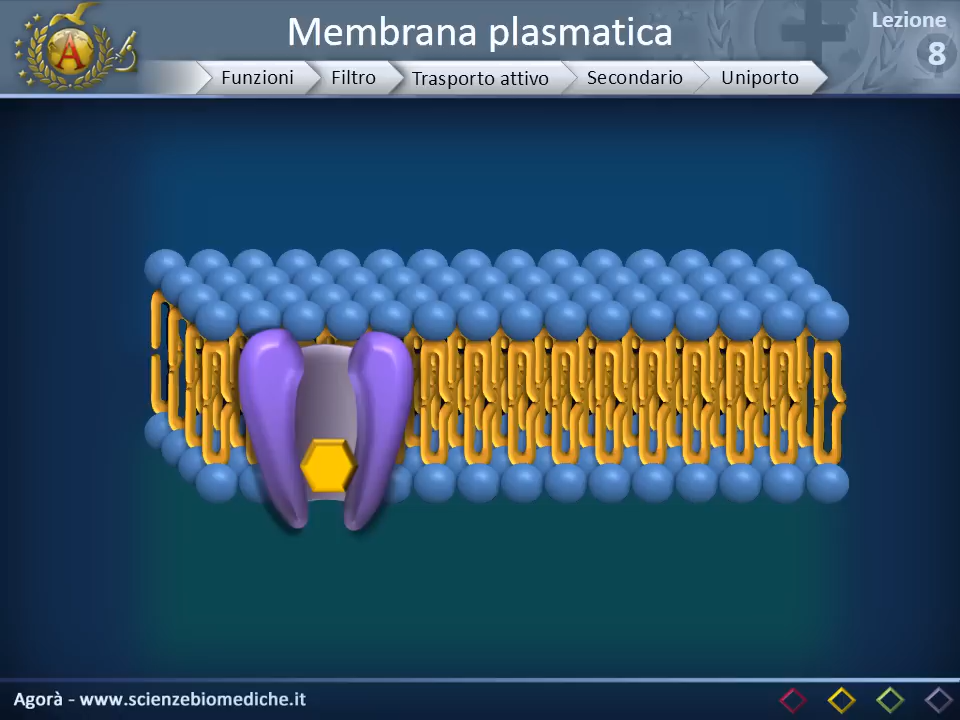 Membrana plasmatica
Lezione
8
Funzioni
Filtro
Trasporto attivo
Secondario
Uniporto
A
Agorà - www.scienzebiomediche.it